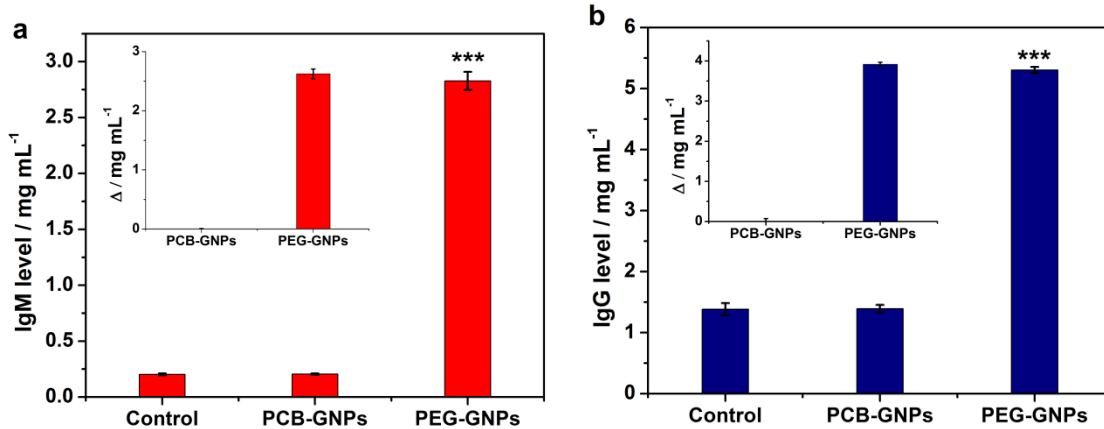 a
IgM level / mg mL⁻¹
3.0
2.5
2.0
1.5
1.0
0.5
0.0
Control
PCB-GNPs
PEG-GNPs
***
Δ / mg mL⁻¹
3
2
1
0
PCB-GNPs
PEG-GNPs
b
IgG level / mg mL⁻¹
6
5
4
3
2
1
0
Control
PCB-GNPs
PEG-GNPs
***
Δ / mg mL⁻¹
4
3
2
1
0
PCB-GNPs
PEG-GNPs